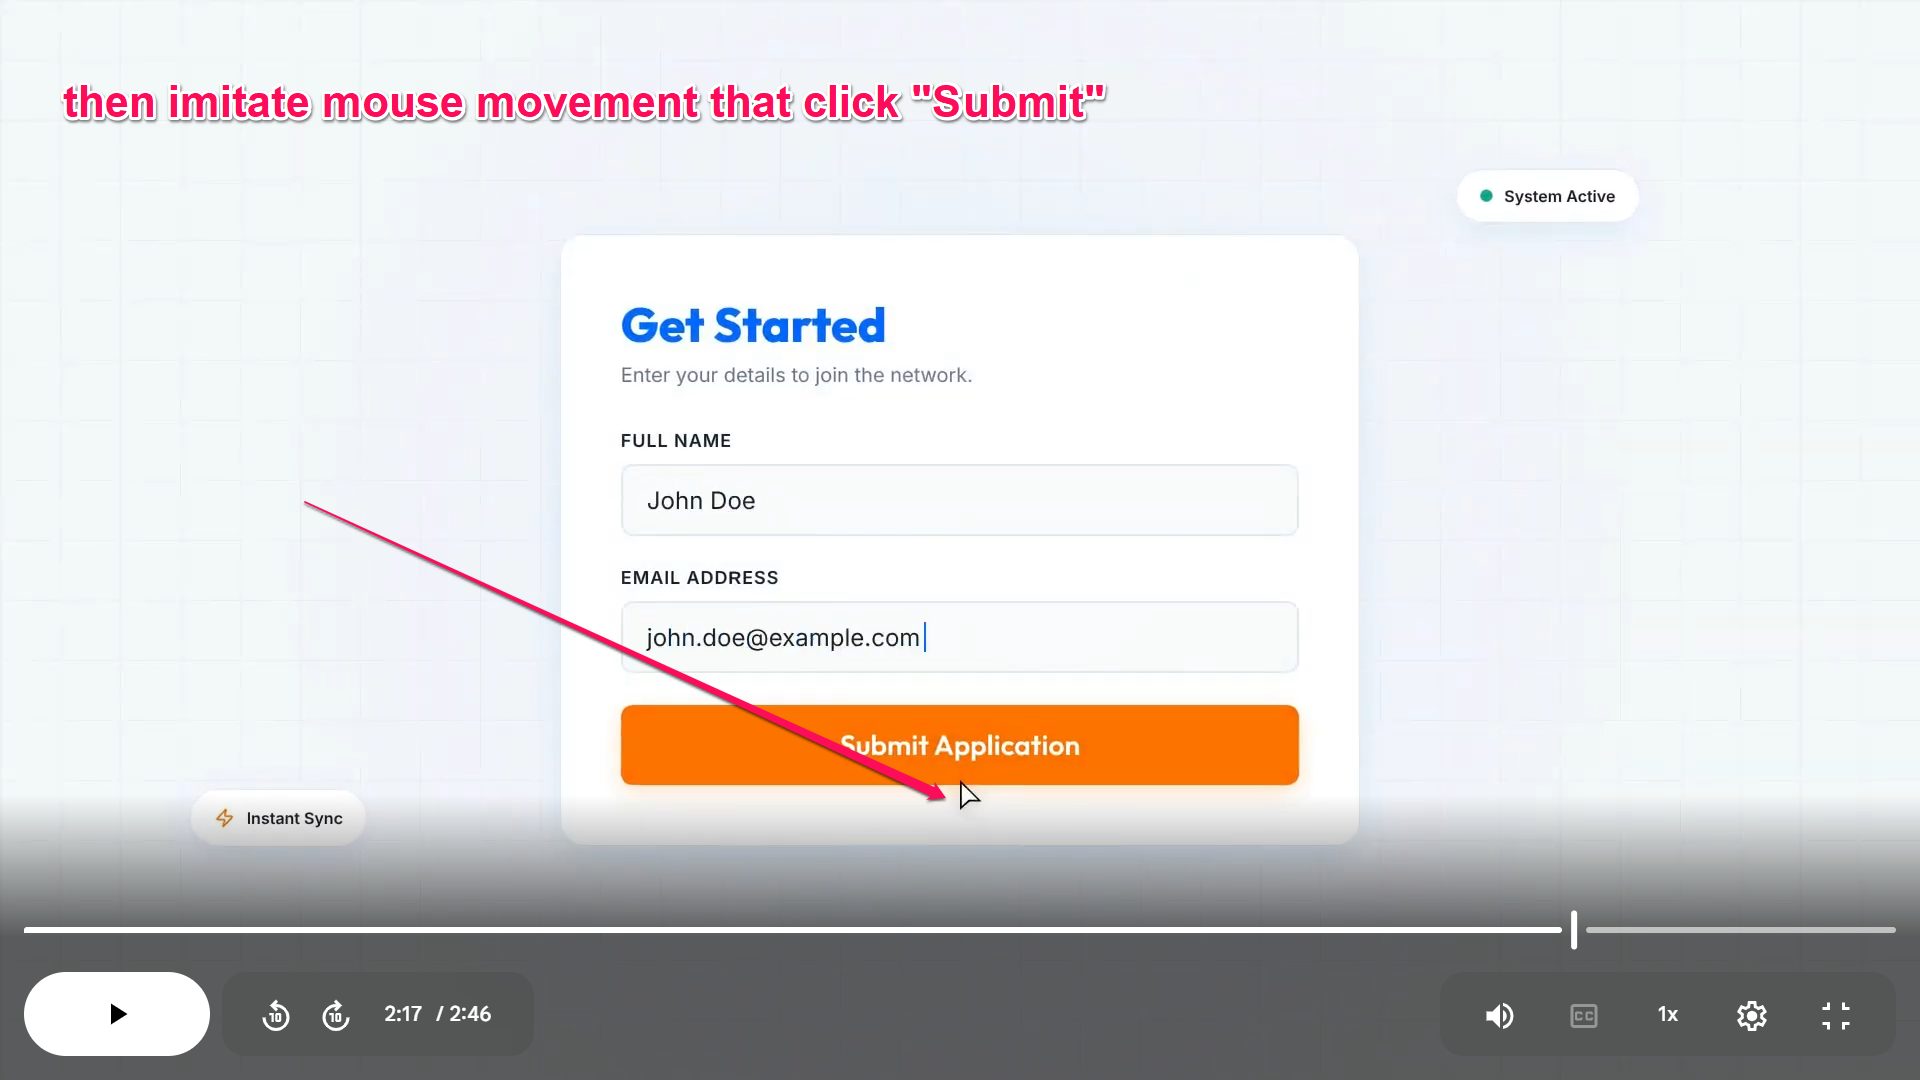 then imitate mouse movement that click "Submit"
System Active
Get Started
Enter your details to join the network.
FULL NAME
John Doe
EMAIL ADDRESS
john.doe@example.com
Submit Application
Instant Sync
10
10
2:17 / 2:46
CC
1x